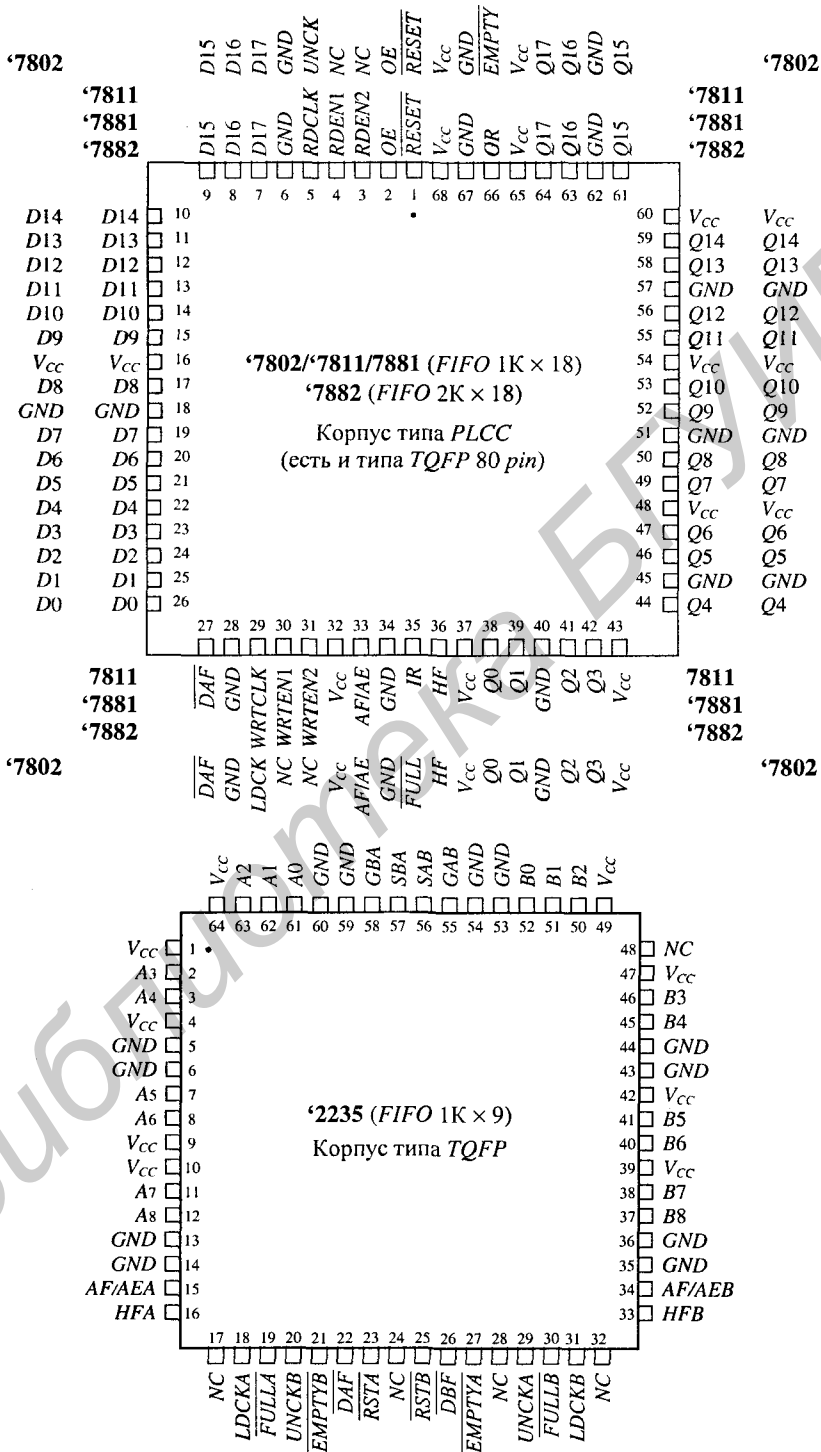 ‘7802 D15 D16 D17 GND UNCK NC NC OE RESET Vcc GND EMPTY Vcc Q17 Q16 GND Q15 ‘7802
‘7811 ‘7811
‘7881 ‘7881
‘7882 D15 D16 D17 GND RDCLK RDEN1 RDEN2 OE RESET Vcc GND OR Vcc Q17 Q16 GND Q15 ‘7882
9 8 7 6 5 4 3 2 1 68 67 66 65 64 63 62 61
D14 D14 10 60 Vcc Vcc
D13 D13 11 59 Q14 Q14
D12 D12 12 58 Q13 Q13
D11 D11 13 57 GND GND
D10 D10 14 56 Q12 Q12
D9 D9 15 55 Q11 Q11
Vcc Vcc 16 54 Vcc Vcc
D8 D8 17 53 Q10 Q10
GND GND 18 52 Q9 Q9
D7 D7 19 51 GND GND
D6 D6 20 50 Q8 Q8
D5 D5 21 49 Q7 Q7
D4 D4 22 48 Vcc Vcc
D3 D3 23 47 Q6 Q6
D2 D2 24 46 Q5 Q5
D1 D1 25 45 GND GND
D0 D0 26 44 Q4 Q4
‘7802/‘7811/7881 (FIFO 1K × 18)
‘7882 (FIFO 2K × 18)
Корпус типа PLCC
(есть и типа TQFP 80 pin)
27 28 29 30 31 32 33 34 35 36 37 38 39 40 41 42 43
7811 DAF GND WRTCLK WRTEN1 WRTEN2 Vcc AF/AE GND IR HF Vcc Q0 Q1 GND Q2 Q3 Vcc 7811
‘7881 ‘7881
‘7882 ‘7882
‘7802 DAF GND LDCK NC NC Vcc AF/AE GND FULL HF Vcc Q0 Q1 GND Q2 Q3 Vcc ‘7802
Vcc A2 A1 A0 GND GND GBA SBA SAB GAB GND GND B0 B1 B2 Vcc
64 63 62 61 60 59 58 57 56 55 54 53 52 51 50 49
Vcc 1 48 NC
A3 2 47 Vcc
A4 3 46 B3
Vcc 4 45 B4
GND 5 44 GND
GND 6 43 GND
A5 7 42 Vcc
A6 8 41 B5
Vcc 9 40 B6
Vcc 10 39 Vcc
A7 11 38 B7
A8 12 37 B8
GND 13 36 GND
GND 14 35 GND
AF/AEA 15 34 AF/AEB
HFA 16 33 HFB
‘2235 (FIFO 1K × 9)
Корпус типа TQFP
17 18 19 20 21 22 23 24 25 26 27 28 29 30 31 32
NC LDCKA FULLA UNCKB EMPTYB DAF RSTA NC RSTB DBF EMPTYA NC UNCKA FULLB LDCKB NC
библиотека БГУИР